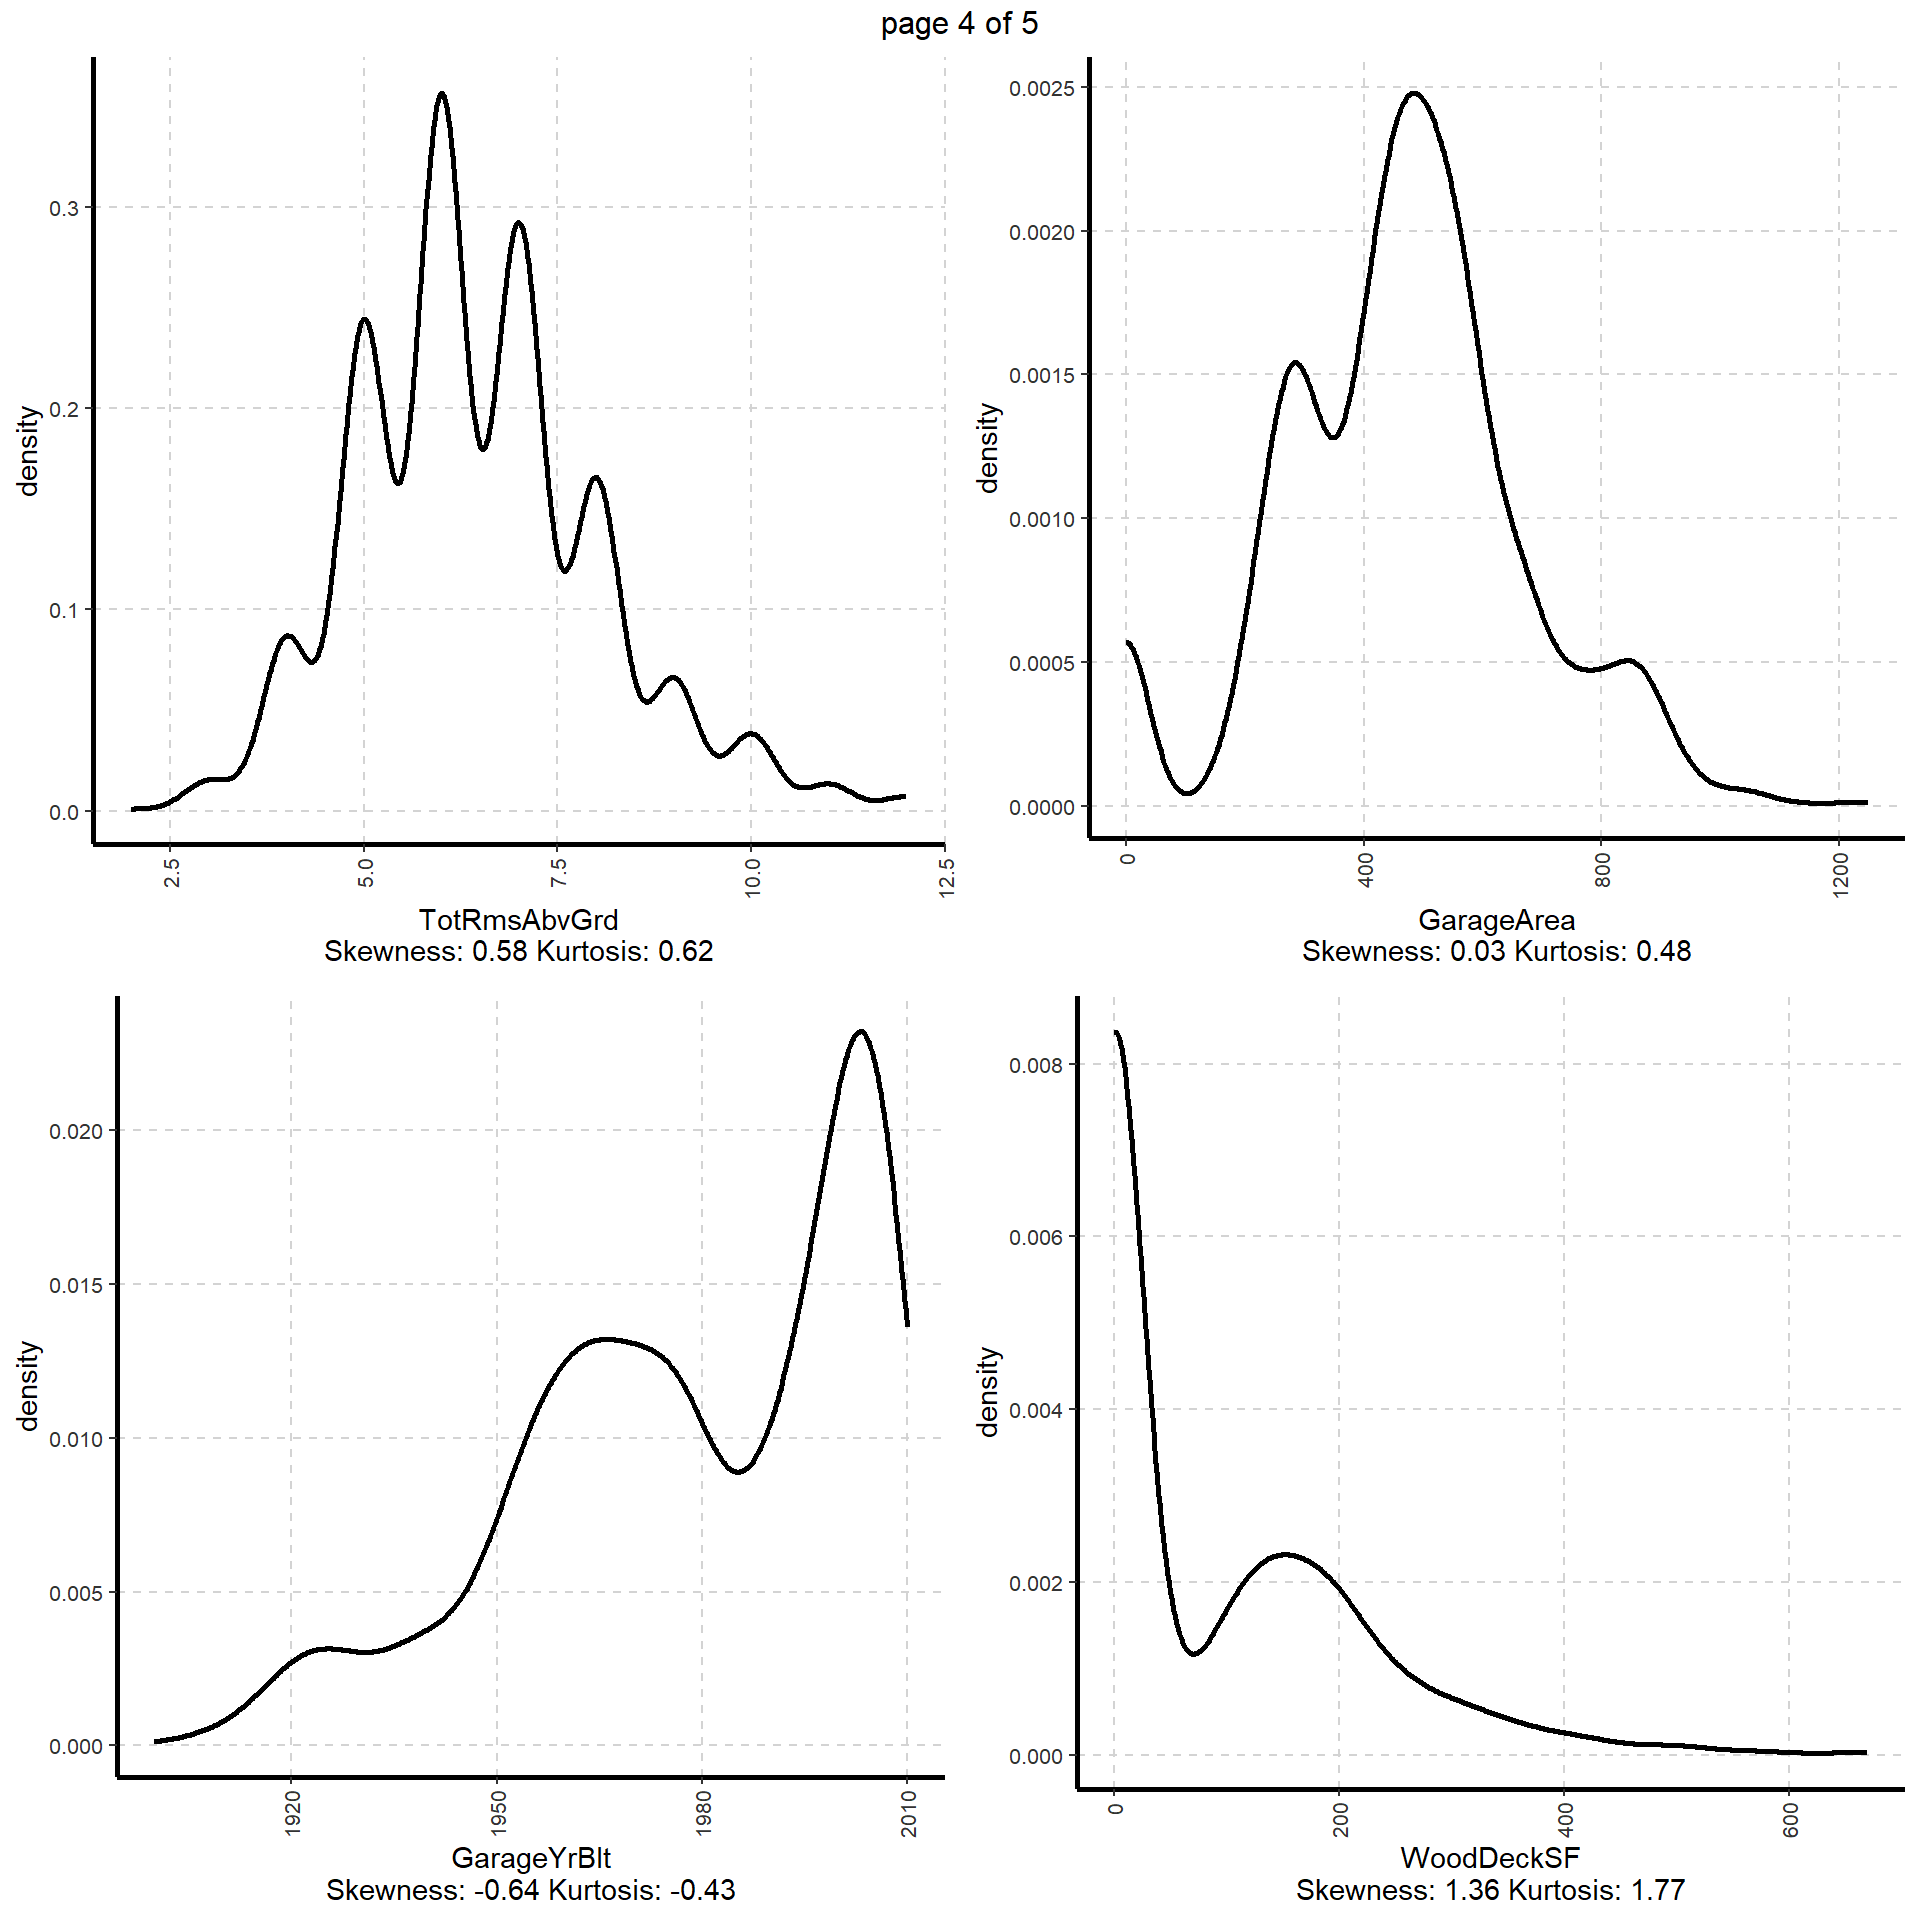 page 4 of 5
density
0.3
0.2
0.1
0.0
2.5
5.0
7.5
10.0
12.5
TotRmsAbvGrd
Skewness: 0.58 Kurtosis: 0.62
density
0.0025
0.0020
0.0015
0.0010
0.0005
0.0000
0
400
800
1200
GarageArea
Skewness: 0.03 Kurtosis: 0.48
density
0.020
0.015
0.010
0.005
0.000
1920
1950
1980
2010
GarageYrBlt
Skewness: -0.64 Kurtosis: -0.43
density
0.008
0.006
0.004
0.002
0.000
0
200
400
600
WoodDeckSF
Skewness: 1.36 Kurtosis: 1.77